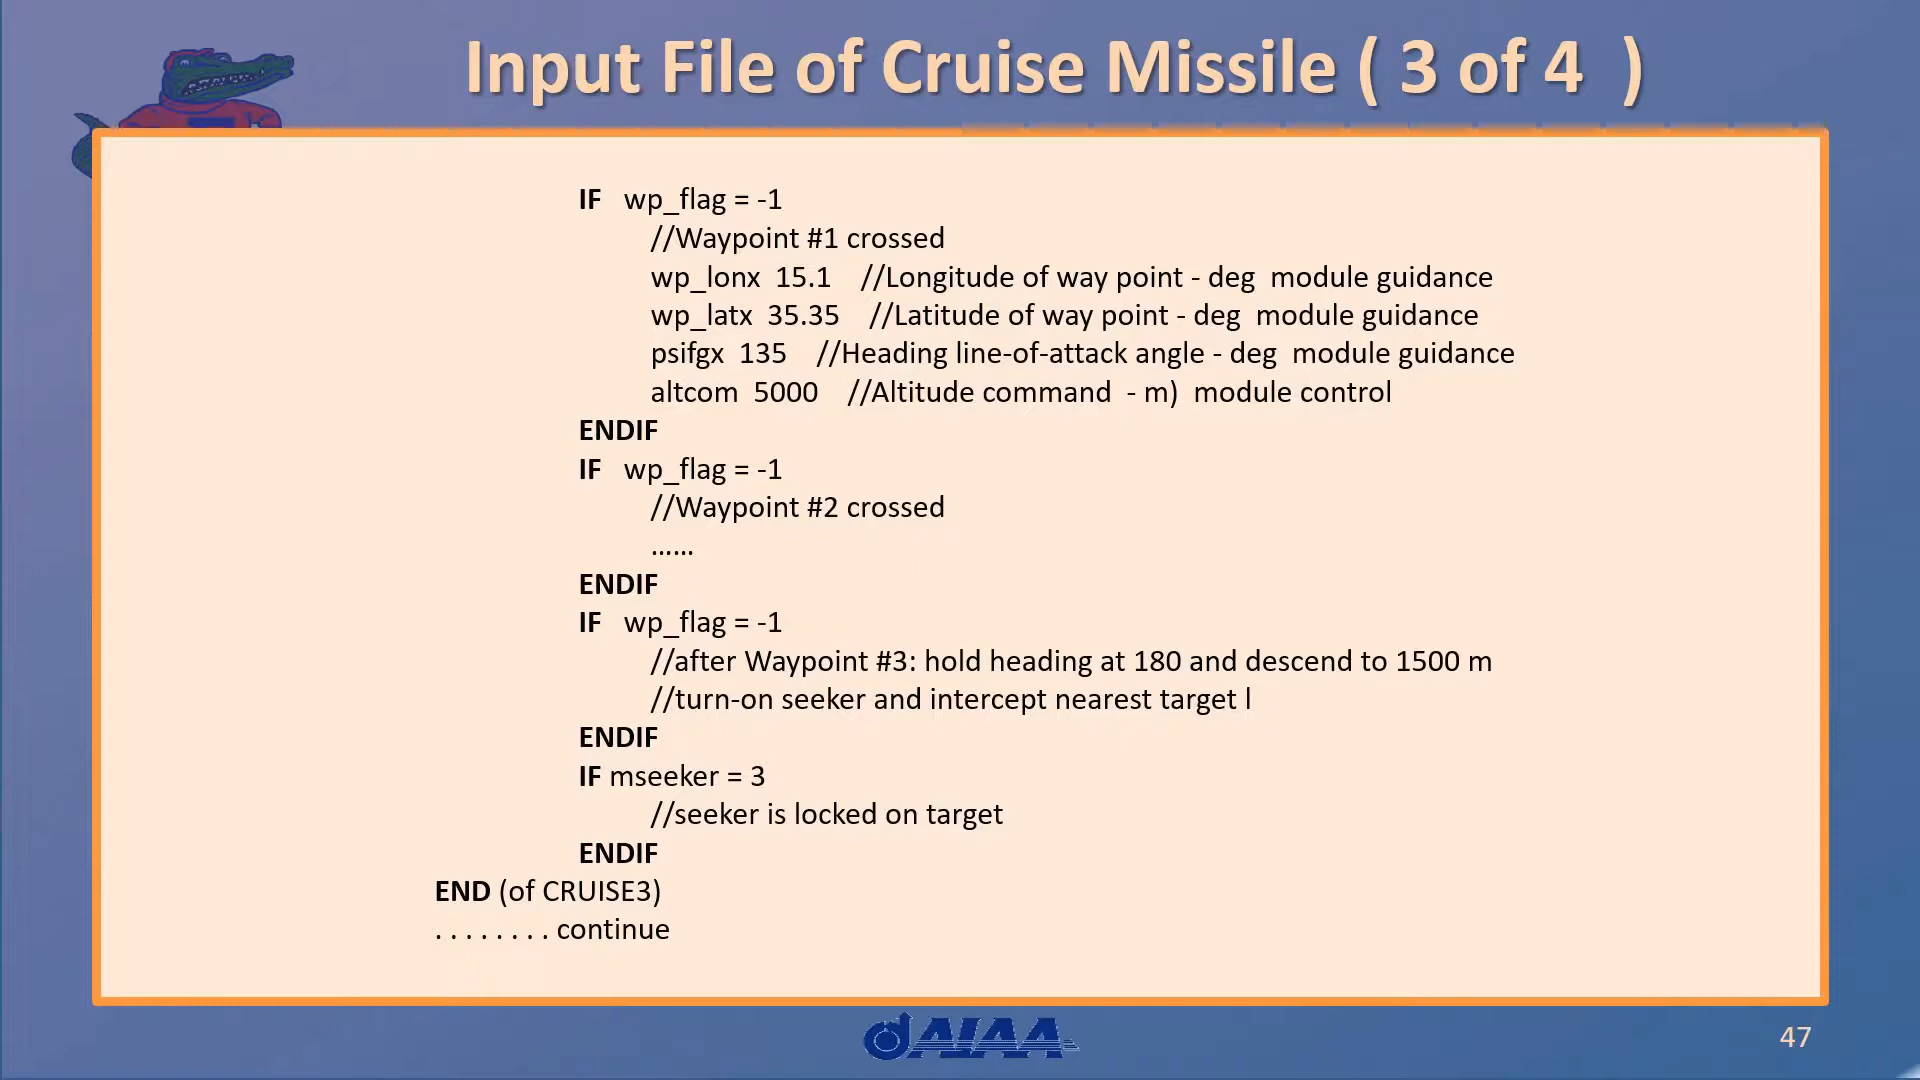 Input File of Cruise Missile ( 3 of 4 )
IF wp_flag = -1
//Waypoint #1 crossed
wp_lonx 15.1 //Longitude of way point - deg module guidance
wp_latx 35.35 //Latitude of way point - deg module guidance
psifgx 135 //Heading line-of-attack angle - deg module guidance
altcom 5000 //Altitude command - m) module control
ENDIF
IF wp_flag = -1
//Waypoint #2 crossed
......
ENDIF
IF wp_flag = -1
//after Waypoint #3: hold heading at 180 and descend to 1500 m
//turn-on seeker and intercept nearest target l
ENDIF
IF mseeker = 3
//seeker is locked on target
ENDIF
END (of CRUISE3)
. . . . . . . . continue
AIAA
47